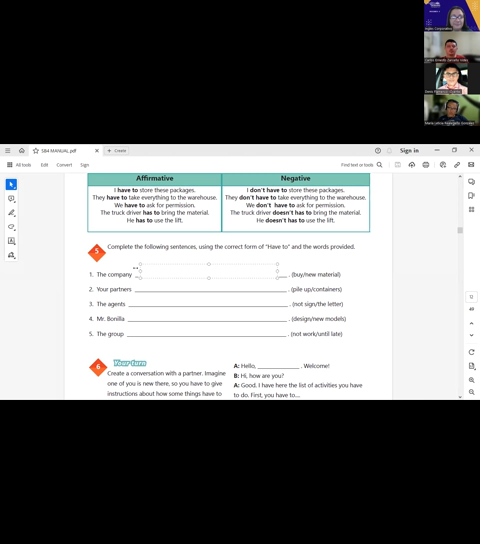 SB4 MANUAL.pdf
+ Create
Sign in
All tools Edit Convert Sign
Find text or tools
Affirmative Negative
I have to store these packages. I don't have to store these packages.
They have to take everything to the warehouse. They don't have to take everything to the warehouse.
We have to ask for permission. We don't have to ask for permission.
The truck driver has to bring the material. The truck driver doesn't has to bring the material.
He has to use the lift. He doesn't has to use the lift.
5 Complete the following sentences, using the correct form of "Have to" and the words provided.
1. The company ___. (buy/new material)
2. Your partners ___. (pile up/containers)
3. The agents ___. (not sign/the letter)
4. Mr. Bonilla ___. (design/new models)
5. The group ___. (not work/until late)
6 Your turn
Create a conversation with a partner. Imagine
one of you is new there, so you have to give
instructions about how some things have to
A: Hello, ___. Welcome!
B: Hi, how are you?
A: Good. I have here the list of activities you have
to do. First, you have to...
12